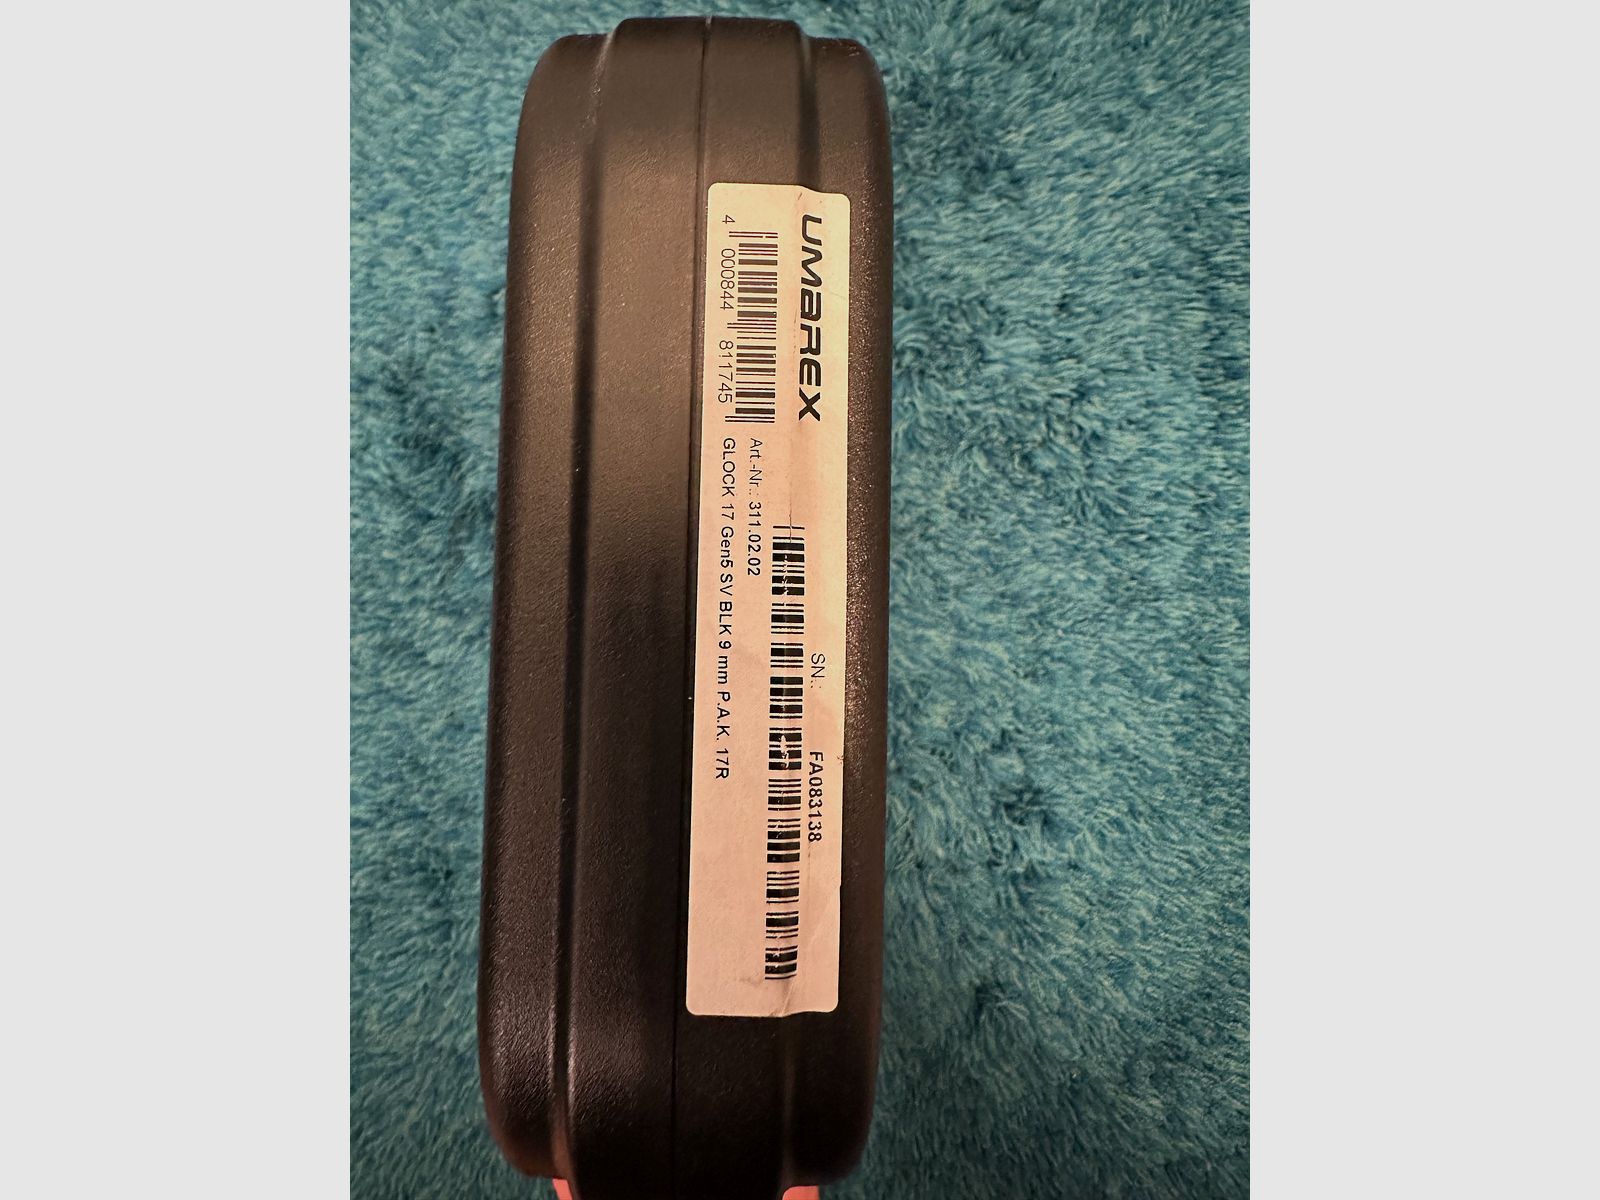 UMAREX
SN.: FA083138
4 000844 811745
Art.-Nr.: 311.02.02
GLOCK 17 Gen5 SV BLK 9 mm P.A.K. 17R